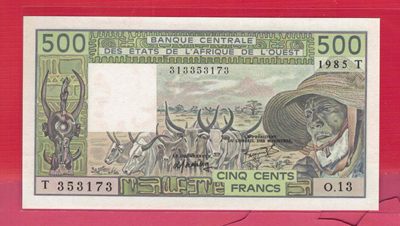 500
BANQUE CENTRALE
DES ETATS DE L'AFRIQUE DE L'OUEST
500
313353173
1985 T
CINQ CENTS
FRANCS
T 353173
O.13